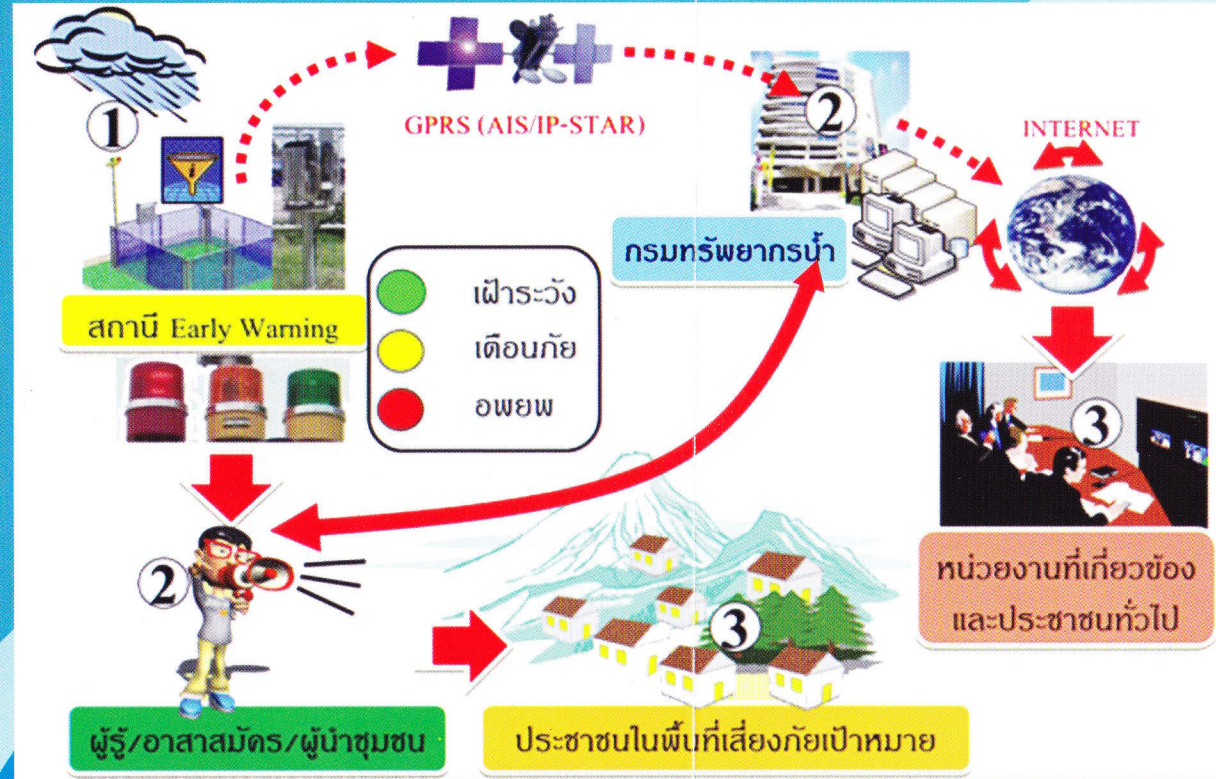 1
GPRS (AIS/IP-STAR)
2
INTERNET
กรมทรัพยากรน้ำ
สถานี Early Warning
เฝ้าระวัง
เตือนภัย
อพยพ
3
หน่วยงานที่เกี่ยวข้อง
และประชาชนทั่วไป
2
3
ผู้รู้/อาสาสมัคร/ผู้นำชุมชน
ประชาชนในพื้นที่เสี่ยงภัยเป้าหมาย